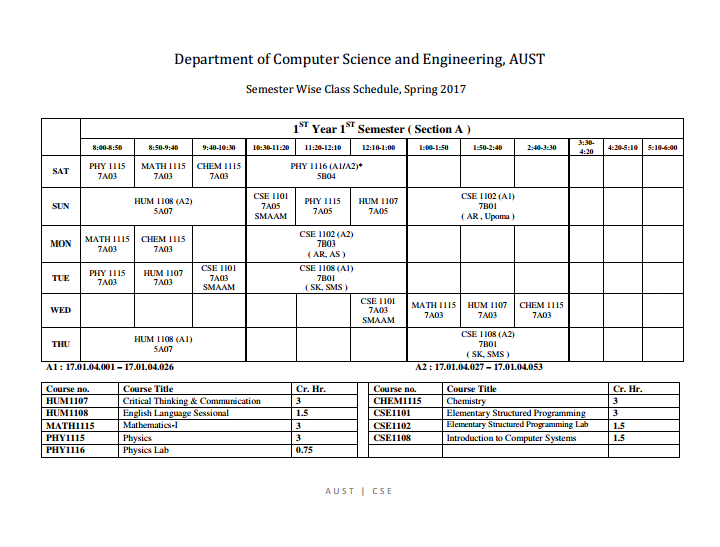 Department of Computer Science and Engineering, AUST
Semester Wise Class Schedule, Spring 2017
1ST Year 1ST Semester ( Section A )
8:00-8:50 8:50-9:40 9:40-10:30 10:30-11:20 11:20-12:10 12:10-1:00 1:00-1:50 1:50-2:40 2:40-3:30 3:30-4:20 4:20-5:10 5:10-6:00
SAT PHY 1115 7A03 MATH 1115 7A03 CHEM 1115 7A03 PHY 1116 (A1/A2)* 5B04
SUN HUM 1108 (A2) 5A07 CSE 1101 7A05 SMAAM PHY 1115 7A05 HUM 1107 7A05 CSE 1102 (A1) 7B01 ( AR , Upoma )
MON MATH 1115 7A03 CHEM 1115 7A03 CSE 1102 (A2) 7B03 ( AR, AS )
TUE PHY 1115 7A03 HUM 1107 7A03 CSE 1101 7A03 SMAAM CSE 1108 (A1) 7B01 ( SK, SMS )
WED CSE 1101 7A03 SMAAM MATH 1115 7A03 HUM 1107 7A03 CHEM 1115 7A03
THU HUM 1108 (A1) 5A07 CSE 1108 (A2) 7B01 ( SK, SMS )
A1 : 17.01.04.001 – 17.01.04.026 A2 : 17.01.04.027 – 17.01.04.053
Course no. Course Title Cr. Hr. Course no. Course Title Cr. Hr.
HUM1107 Critical Thinking & Communication 3 CHEM1115 Chemistry 3
HUM1108 English Language Sessional 1.5 CSE1101 Elementary Structured Programming 3
MATH1115 Mathematics-I 3 CSE1102 Elementary Structured Programming Lab 1.5
PHY1115 Physics 3 CSE1108 Introduction to Computer Systems 1.5
PHY1116 Physics Lab 0.75
AUST | CSE